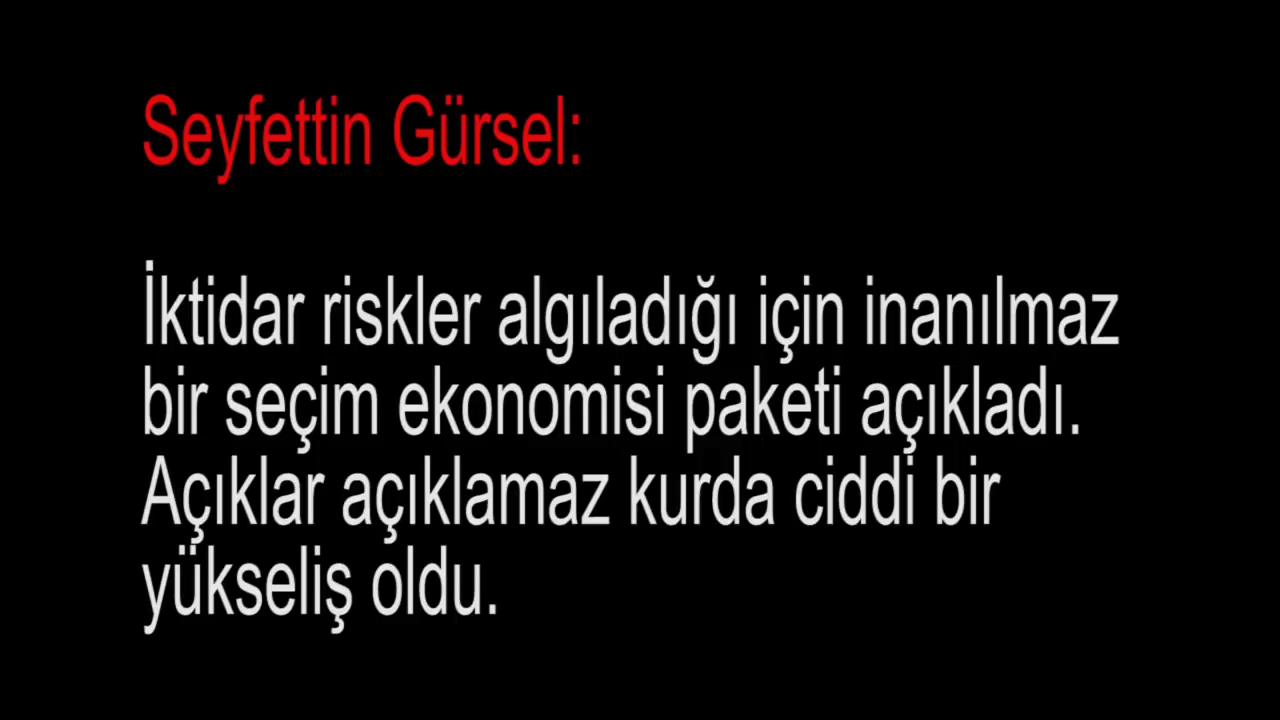 Seyfettin Gürsel:
İktidar riskler algıladığı için inanılmaz
bir seçim ekonomisi paketi açıkladı.
Açıklar açıklamaz kurda ciddi bir
yükseliş oldu.